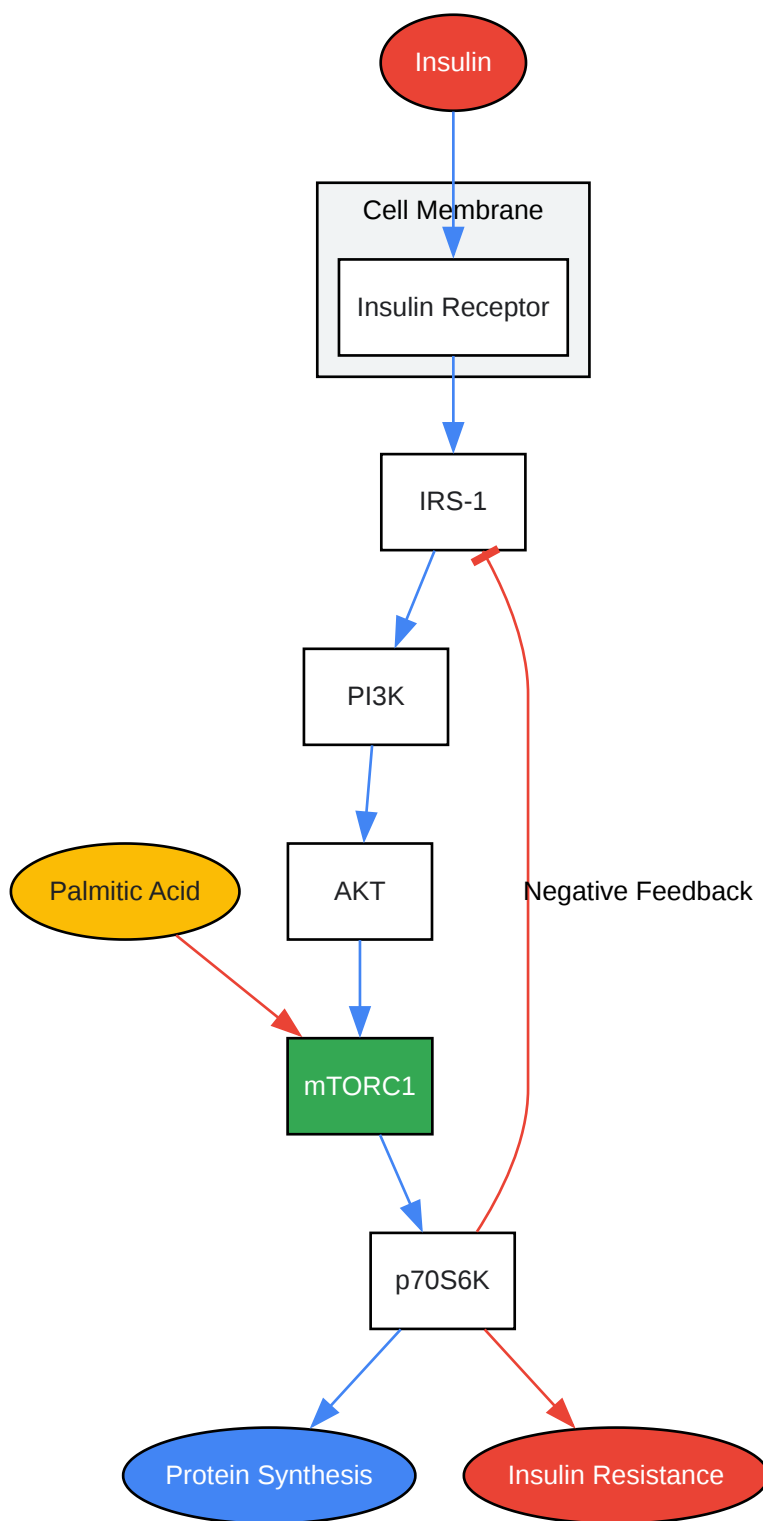 Insulin
Cell Membrane
Insulin Receptor
IRS-1
PI3K
Palmitic Acid
AKT
Negative Feedback
mTORC1
p70S6K
Protein Synthesis
Insulin Resistance